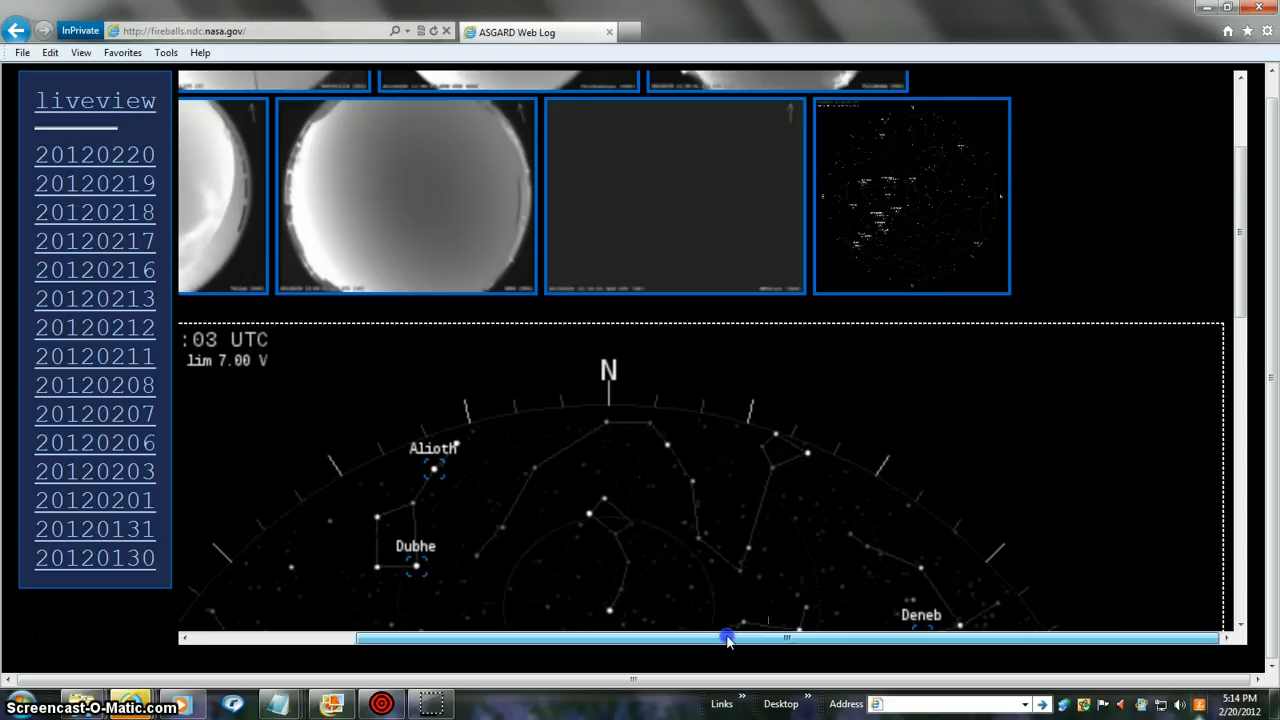 InPrivate
http://fireballs.ndc.nasa.gov/
ASGARD Web Log
File Edit View Favorites Tools Help
liveview
20120220
20120219
20120218
20120217
20120216
20120213
20120212
20120211
20120208
20120207
20120206
20120203
20120201
20120131
20120130
:03 UTC
lim 7.00 V
N
Alioth
Dubhe
Deneb
Links
Desktop
Address
5:14 PM
2/20/2012
Screencast-O-Matic.com